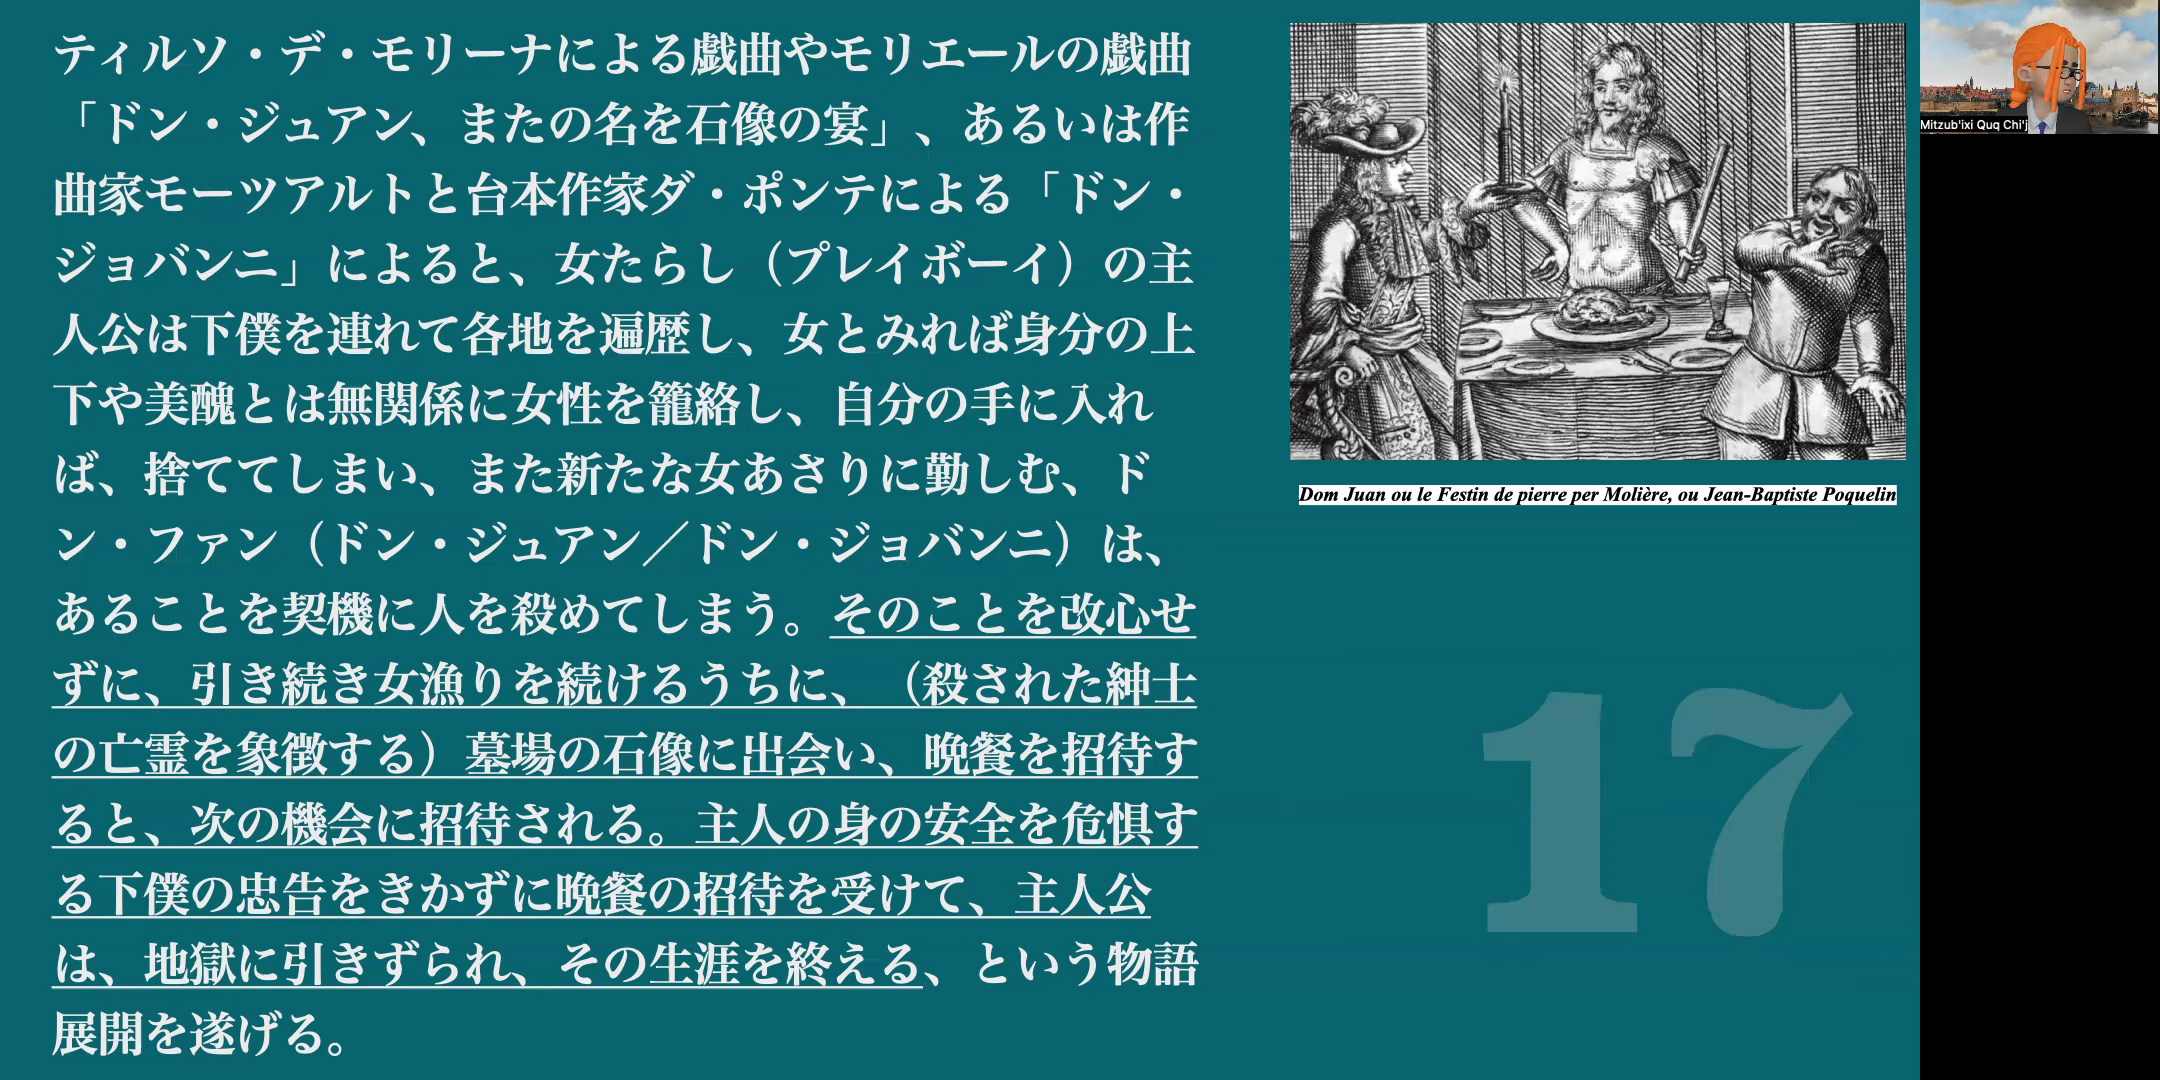 ティルソ・デ・モリーナによる戯曲やモリエールの戯曲
「ドン・ジュアン、またの名を石像の宴」、あるいは作
曲家モーツアルトと台本作家ダ・ポンテによる「ドン・
ジョバンニ」によると、女たらし（プレイボーイ）の主
人公は下僕を連れて各地を遍歴し、女とみれば身分の上
下や美醜とは無関係に女性を籠絡し、自分の手に入れ
ば、捨ててしまい、また新たな女あさりに勤しむ、ド
ン・ファン（ドン・ジュアン／ドン・ジョバンニ）は、
あることを契機に人を殺めてしまう。そのことを改心せ
ずに、引き続き女漁りを続けるうちに、（殺された紳士
の亡霊を象徴する）墓場の石像に出会い、晩餐を招待す
ると、次の機会に招待される。主人の身の安全を危惧す
る下僕の忠告をきかずに晩餐の招待を受けて、主人公
は、地獄に引きずられ、その生涯を終える、という物語
展開を遂げる。
Dom Juan ou le Festin de pierre per Molière, ou Jean-Baptiste Poquelin
17
Mitzub'ixi Quq Chi'j